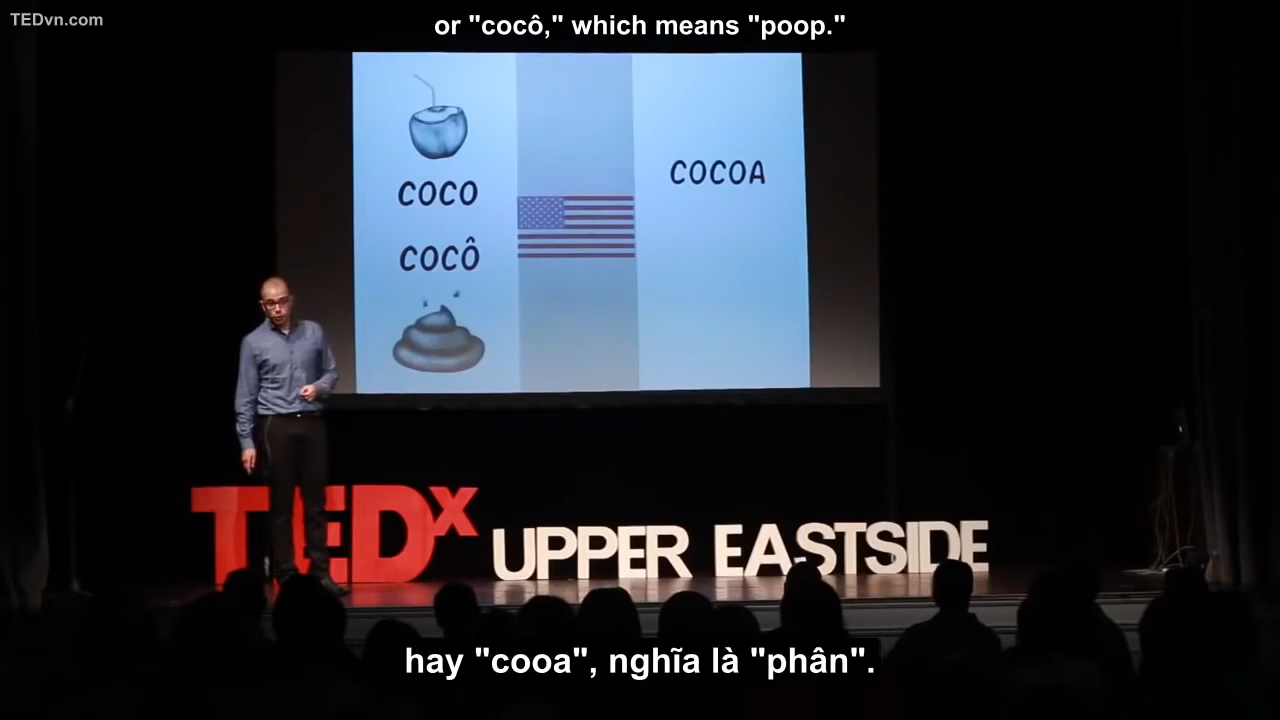 TEDvn.com
or "cocô," which means "poop."
COCO
COCOA
COCÔ
TEDx
UPPER EASTSIDE
hay "cooa", nghĩa là "phân".